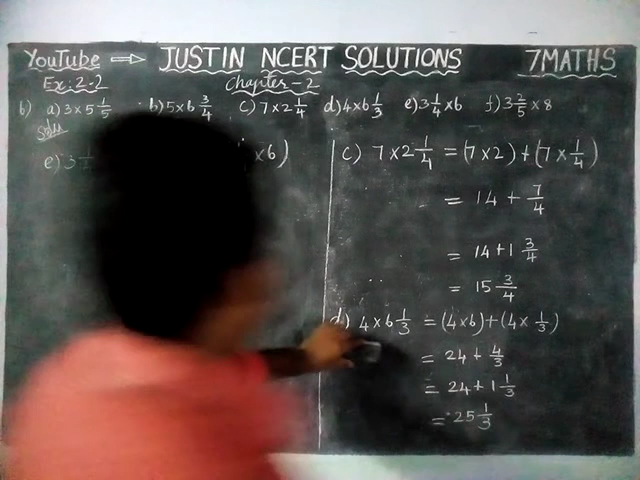 YouTube ⇒ JUSTIN NCERT SOLUTIONS 7MATHS
Ex:2-2 Chapter-2
6) a) 3×5 1/5 b) 5×6 3/4 c) 7×2 1/4 d) 4×6 1/3 e) 3 1/4 ×6 f) 3 2/5 ×8
Soln
e) 3 ×6)
c) 7×2 1/4 = (7×2)+(7× 1/4)
= 14 + 7/4
= 14+1 3/4
= 15 3/4
d) 4×6 1/3 = (4×6)+(4× 1/3)
= 24 + 4/3
= 24+1 1/3
= 25 1/3